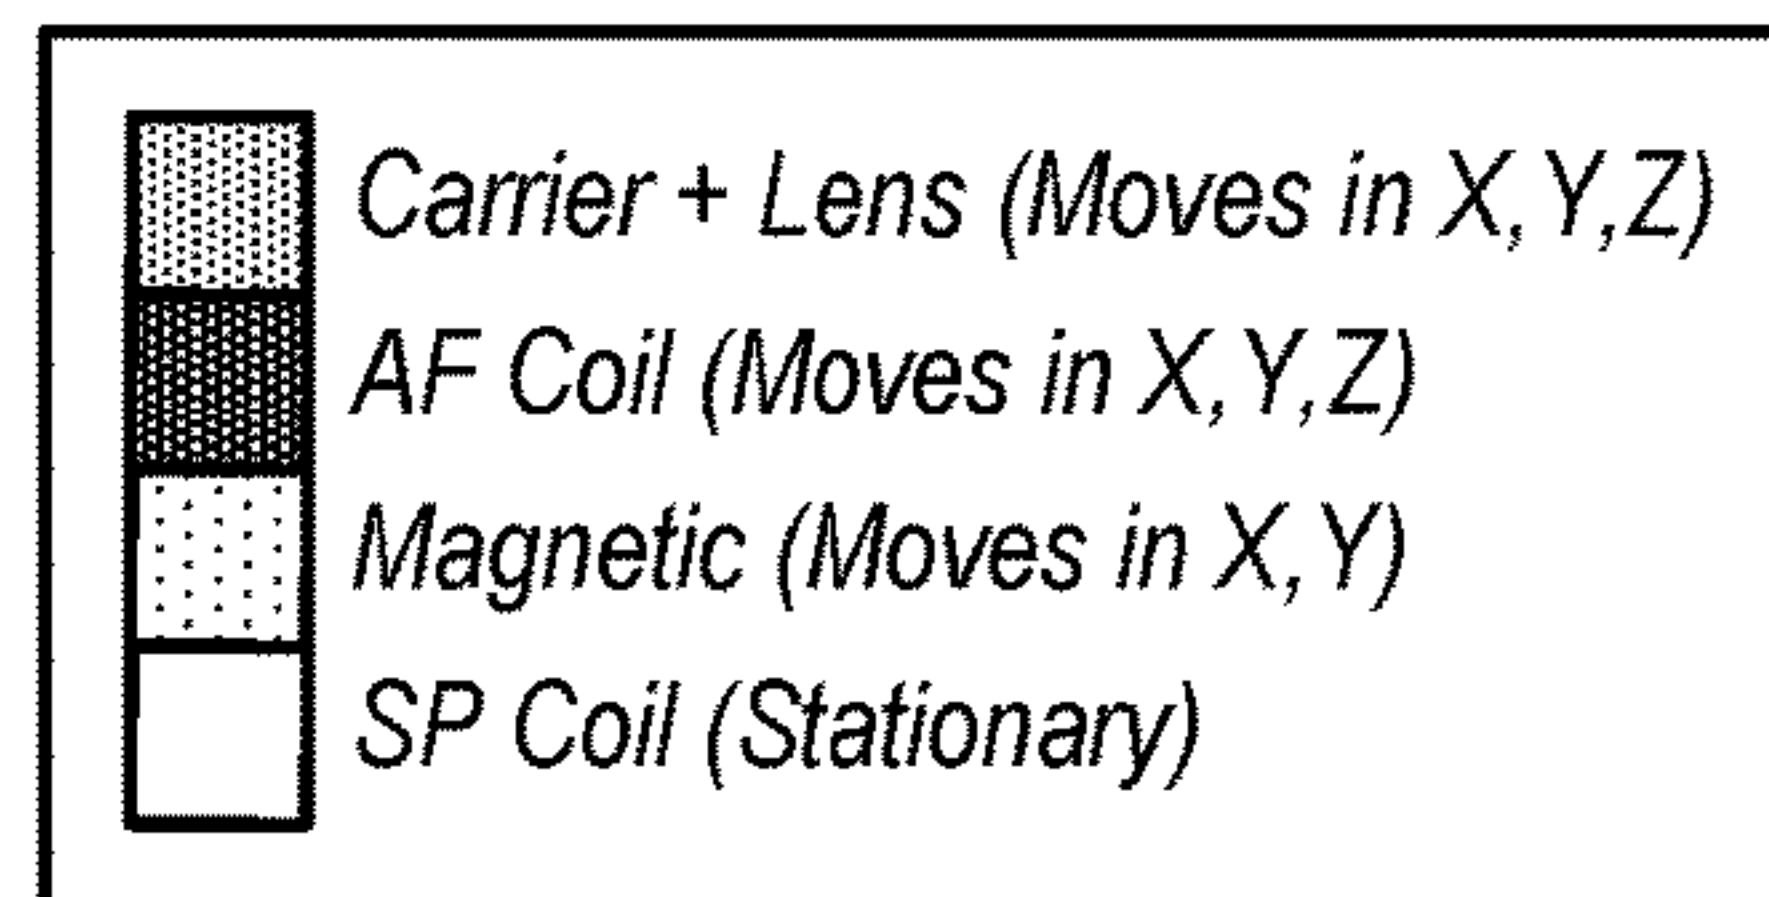 Carrier + Lens (Moves in X,Y,Z)
AF Coil (Moves in X,Y,Z)
Magnetic (Moves in X,Y)
SP Coil (Stationary)